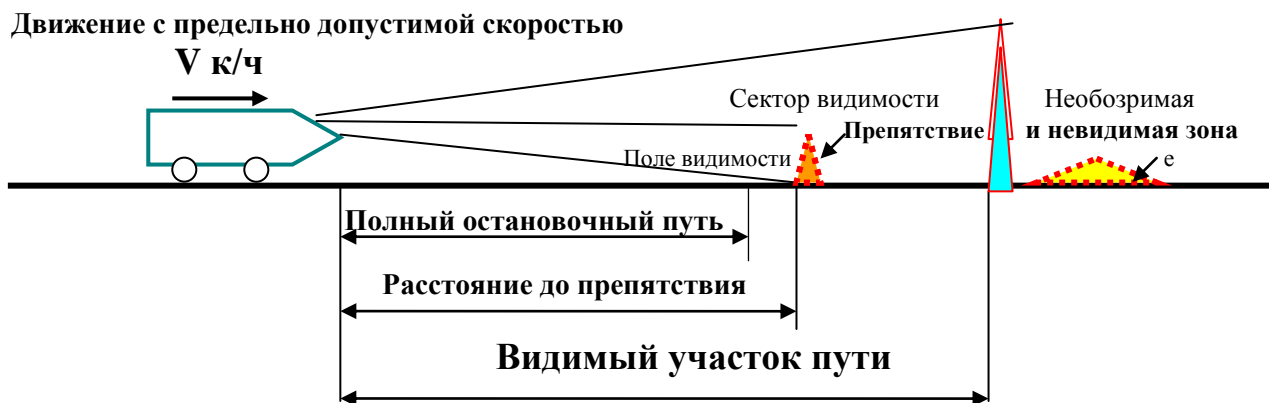 Движение с предельно допустимой скоростью
V к/ч
Сектор видимости
Необозримая
Препятствие
и невидимая зона
Поле видимости
е
Полный остановочный путь
Расстояние до препятствия
Видимый участок пути